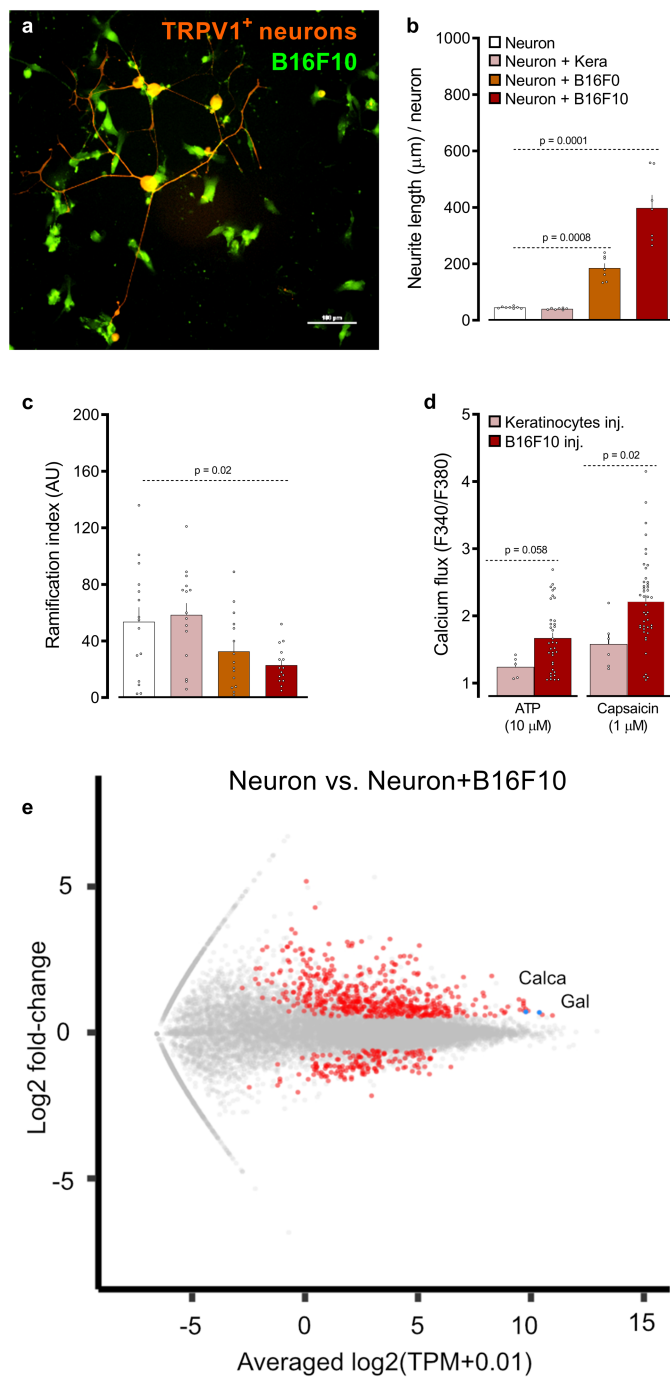 a
TRPV1+ neurons
B16F10
100 μm
b
Neuron
Neuron + Kera
Neuron + B16F0
Neuron + B16F10
Neurite length (μm) / neuron
1000
800
600
400
200
0
p = 0.0001
p = 0.0008
c
Ramification index (AU)
200
160
120
80
40
0
p = 0.02
d
Keratinocytes inj.
B16F10 inj.
Calcium flux (F340/F380)
5
4
3
2
1
p = 0.02
p = 0.058
ATP
(10 μM)
Capsaicin
(1 μM)
e
Neuron vs. Neuron+B16F10
Log2 fold-change
5
0
-5
Calca
Gal
-5
0
5
10
15
Averaged log2(TPM+0.01)